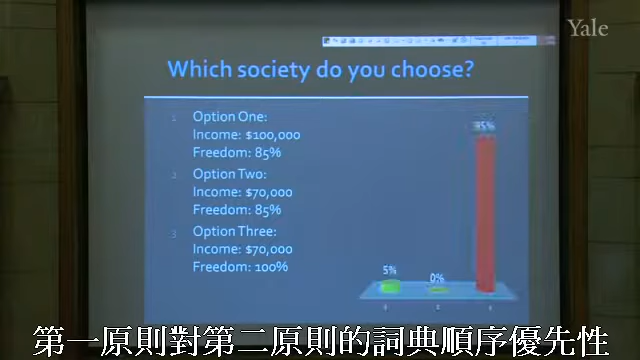 Yale
Which society do you choose?
1. Option One:
Income: $100,000
Freedom: 85%
2. Option Two:
Income: $70,000
Freedom: 85%
3. Option Three:
Income: $70,000
Freedom: 100%
5%
0%
95%
第一原則對第二原則的詞典順序優先性